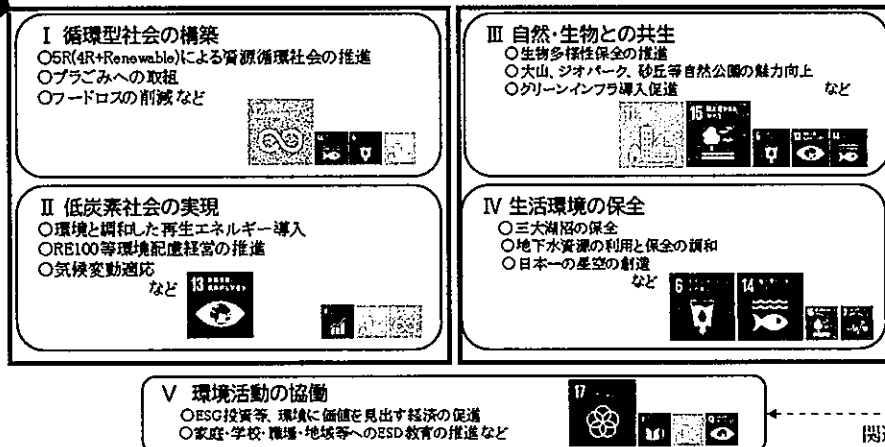 Ⅰ 循環型社会の構築
○5R(4R+Renewable)による資源循環社会の推進
○プラごみへの取組
○フードロスの削減 など
Ⅱ 低炭素社会の実現
○環境と調和した再生エネルギー導入
○RE100等環境配慮経営の推進
○気候変動適応
など
13
Ⅲ 自然・生物との共生
○生物多様性保全の推進
○大山、ジオパーク、砂丘等自然公園の魅力向上
○グリーンインフラ導入促進 など
15
Ⅳ 生活環境の保全
○三大湖沼の保全
○地下水資源の利用と保全の調和
○日本一の星空の創造
など
6
14
Ⅴ 環境活動の協働
○ESG投資等、環境に価値を見出す経済の促進
○家庭・学校・職場・地域等へのESD教育の推進など
17